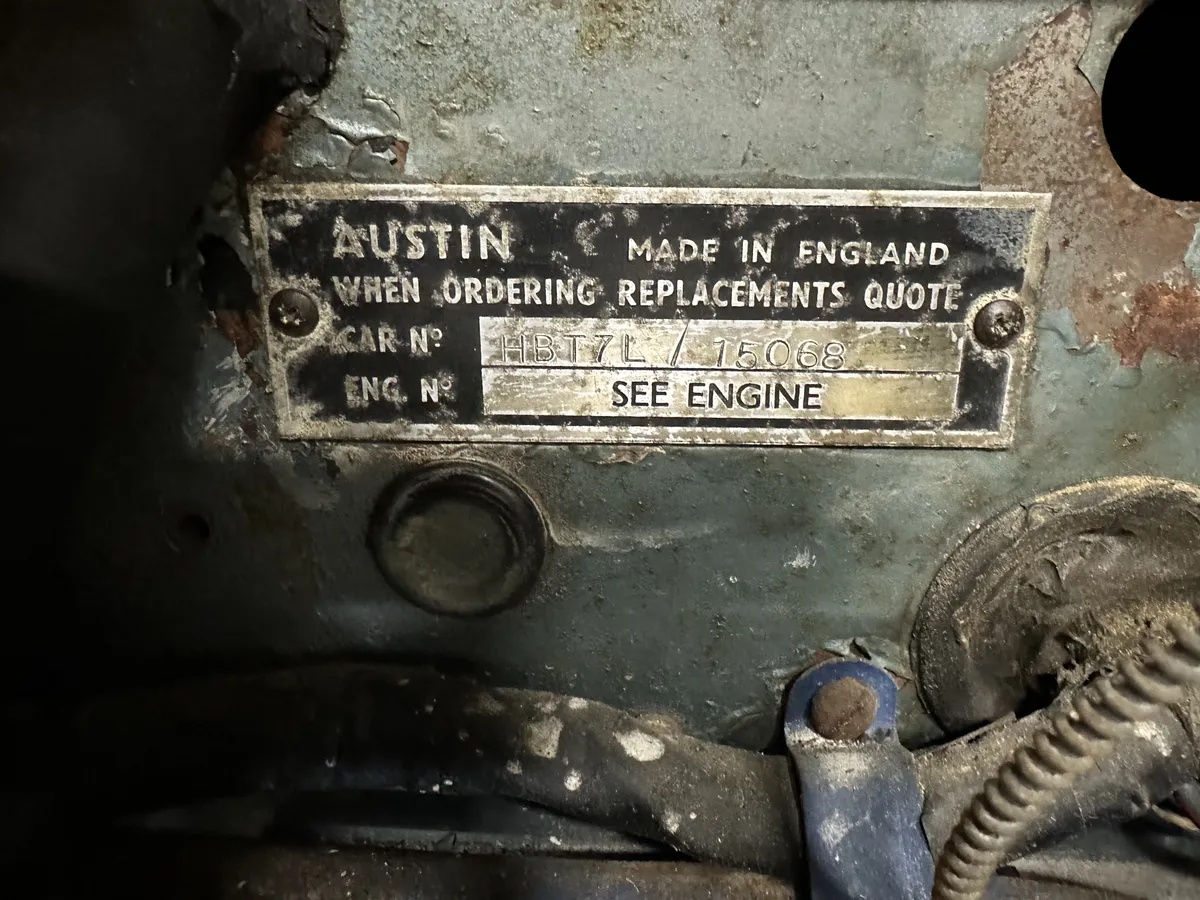 AUSTIN MADE IN ENGLAND
WHEN ORDERING REPLACEMENTS QUOTE
CAR Nº HBT7L / 15068
ENG. Nº SEE ENGINE